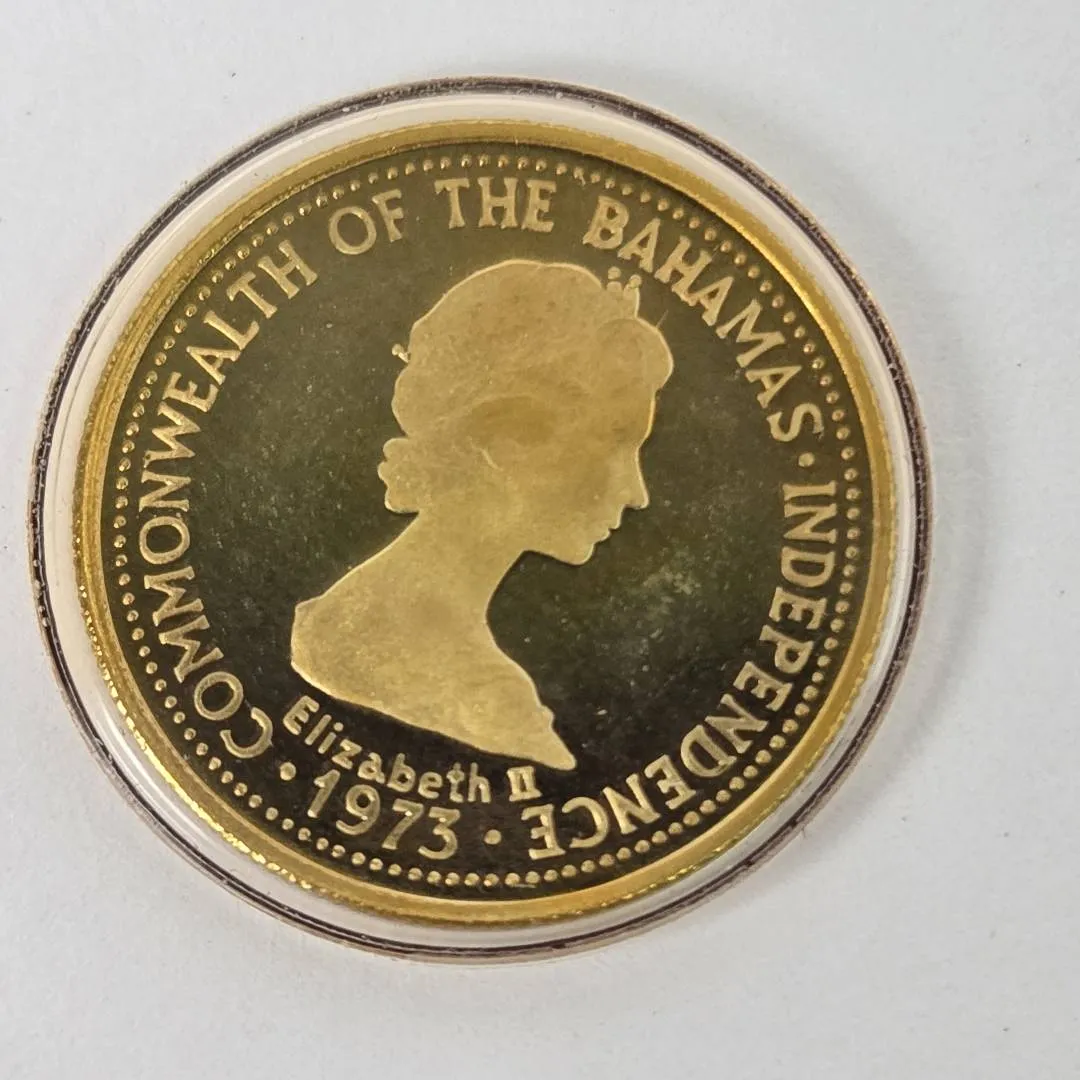 COMMONWEALTH OF THE BAHAMAS · INDEPENDENCE · 1973 ·
Elizabeth II